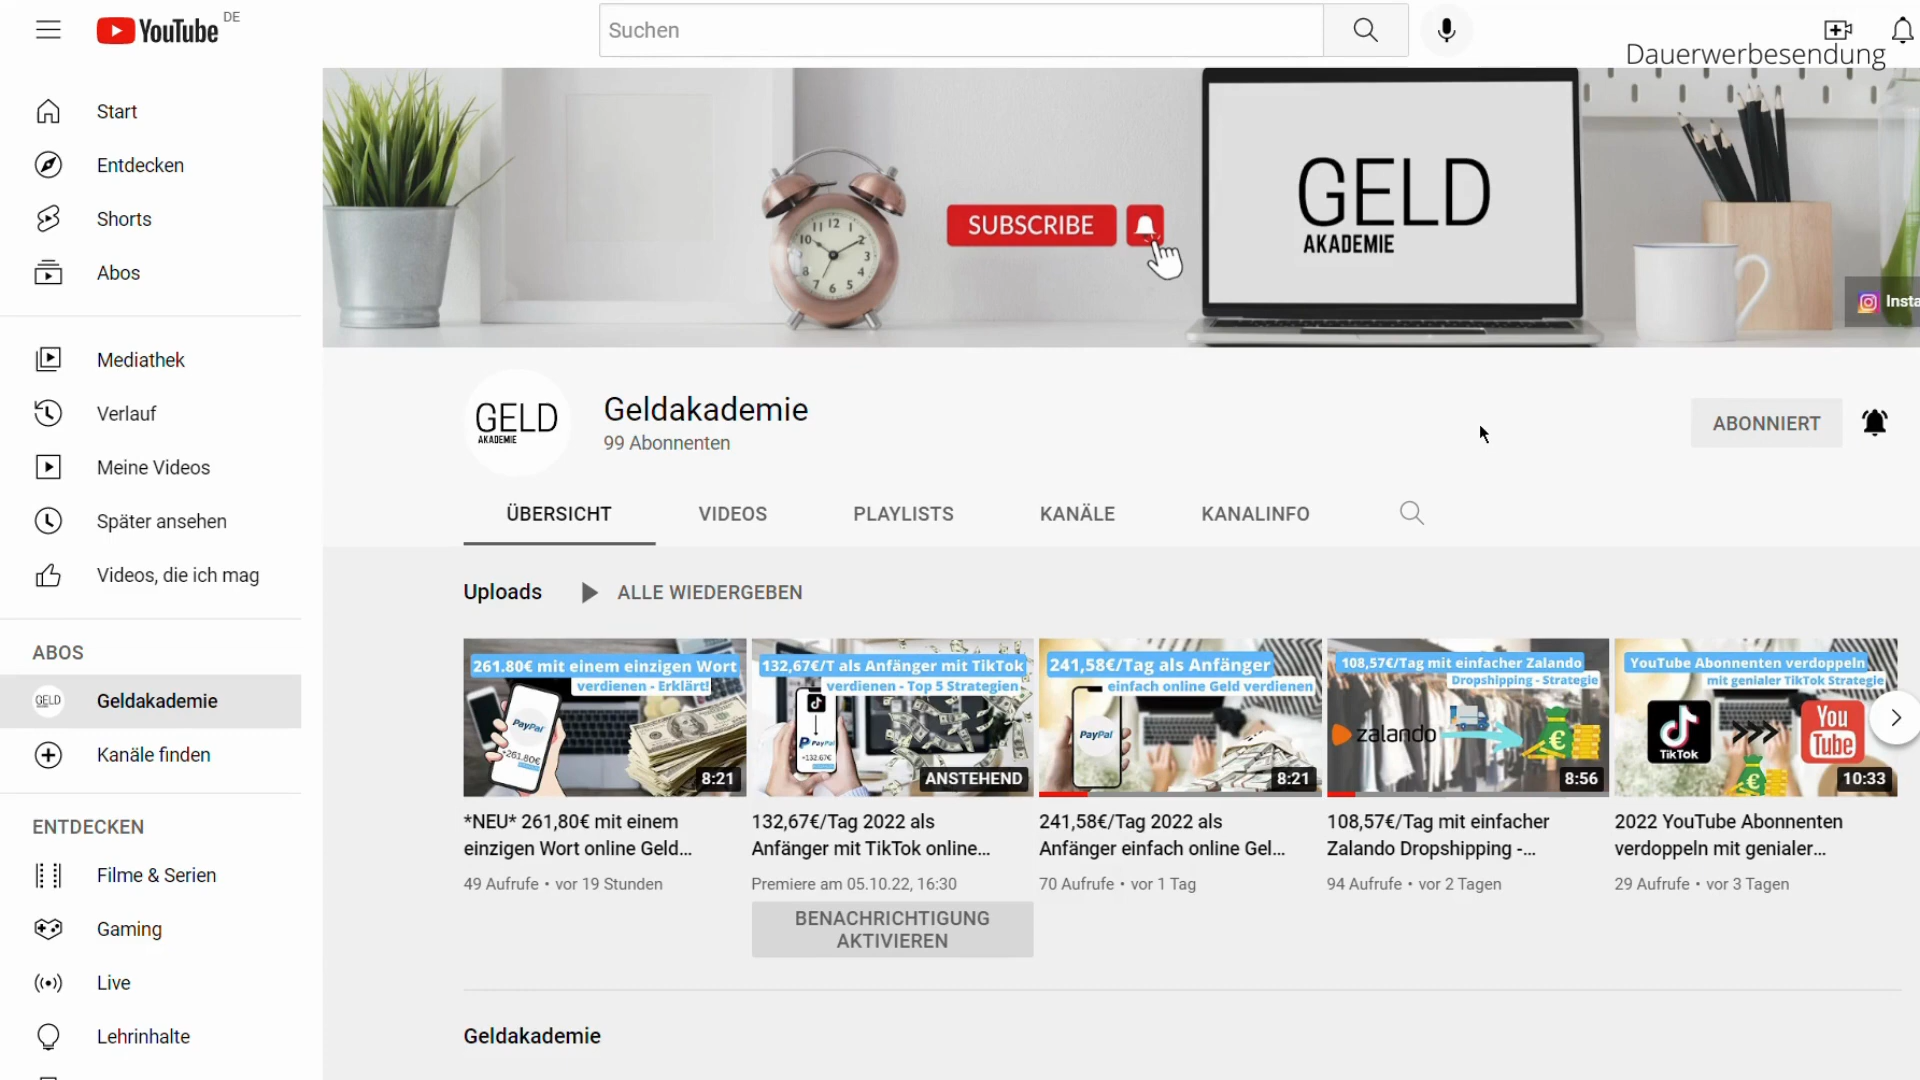 YouTube DE
Suchen
Dauerwerbesendung
Start
Entdecken
Shorts
Abos
Mediathek
Verlauf
Meine Videos
Später ansehen
Videos, die ich mag
ABOS
GELD
Geldakademie
Kanäle finden
ENTDECKEN
Filme & Serien
Gaming
Live
Lehrinhalte
SUBSCRIBE
GELD
AKADEMIE
Insta
GELD
AKADEMIE
Geldakademie
99 Abonnenten
ABONNIERT
ÜBERSICHT
VIDEOS
PLAYLISTS
KANÄLE
KANALINFO
Uploads
ALLE WIEDERGEBEN
261.80€ mit einem einzigen Wort
verdienen - Erklärt!
PayPal
+261.80€
8:21
*NEU* 261,80€ mit einem
einzigen Wort online Geld...
49 Aufrufe • vor 19 Stunden
132,67€/T als Anfänger mit TikTok
verdienen - Top 5 Strategien
PayPal
+132.67€
ANSTEHEND
132,67€/Tag 2022 als
Anfänger mit TikTok online...
Premiere am 05.10.22, 16:30
BENACHRICHTIGUNG
AKTIVIEREN
241,58€/Tag als Anfänger
einfach online Geld verdienen
PayPal
8:21
241,58€/Tag 2022 als
Anfänger einfach online Gel...
70 Aufrufe • vor 1 Tag
108,57€/Tag mit einfacher Zalando
Dropshipping - Strategie
zalando
€
8:56
108,57€/Tag mit einfacher
Zalando Dropshipping -...
94 Aufrufe • vor 2 Tagen
YouTube Abonnenten verdoppeln
mit genialer TikTok Strategie
TikTok
>>>
You
Tube
€
10:33
2022 YouTube Abonnenten
verdoppeln mit genialer...
29 Aufrufe • vor 3 Tagen
Geldakademie